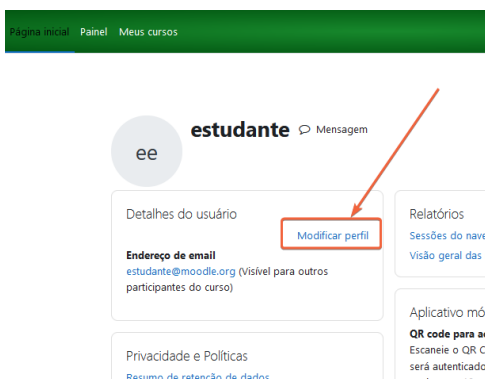 Página inicial Painel Meus cursos
estudante Mensagem
ee
Detalhes do usuário
Modificar perfil
Endereço de email
estudante@moodle.org (Visível para outros
participantes do curso)
Privacidade e Políticas
Resumo de retenção de dados
Relatórios
Sessões do nave
Visão geral das
Aplicativo mó
QR code para a
Escaneie o QR C
será autenticado